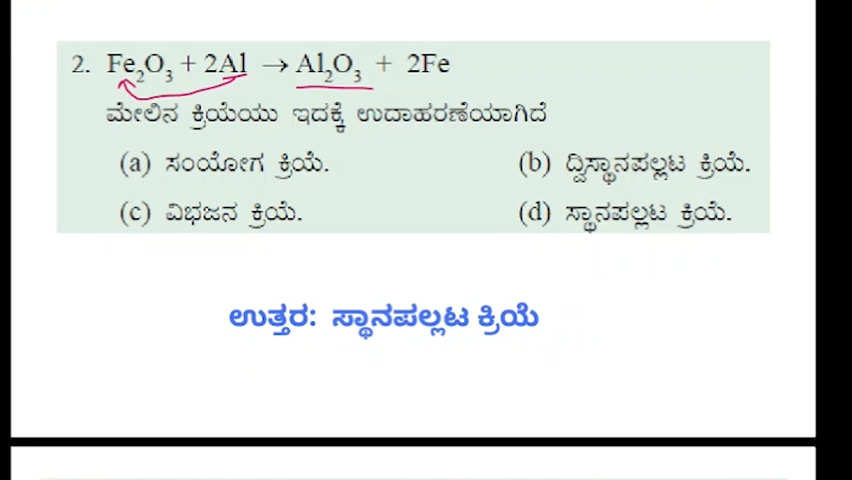 2. Fe₂O₃ + 2Al → Al₂O₃ + 2Fe
ಮೇಲಿನ ಕ್ರಿಯೆಯು ಇದಕ್ಕೆ ಉದಾಹರಣೆಯಾಗಿದೆ
(a) ಸಂಯೋಗ ಕ್ರಿಯೆ. (b) ದ್ವಿಸ್ಥಾನಪಲ್ಲಟ ಕ್ರಿಯೆ.
(c) ವಿಭಜನ ಕ್ರಿಯೆ. (d) ಸ್ಥಾನಪಲ್ಲಟ ಕ್ರಿಯೆ.
ಉತ್ತರ: ಸ್ಥಾನಪಲ್ಲಟ ಕ್ರಿಯೆ